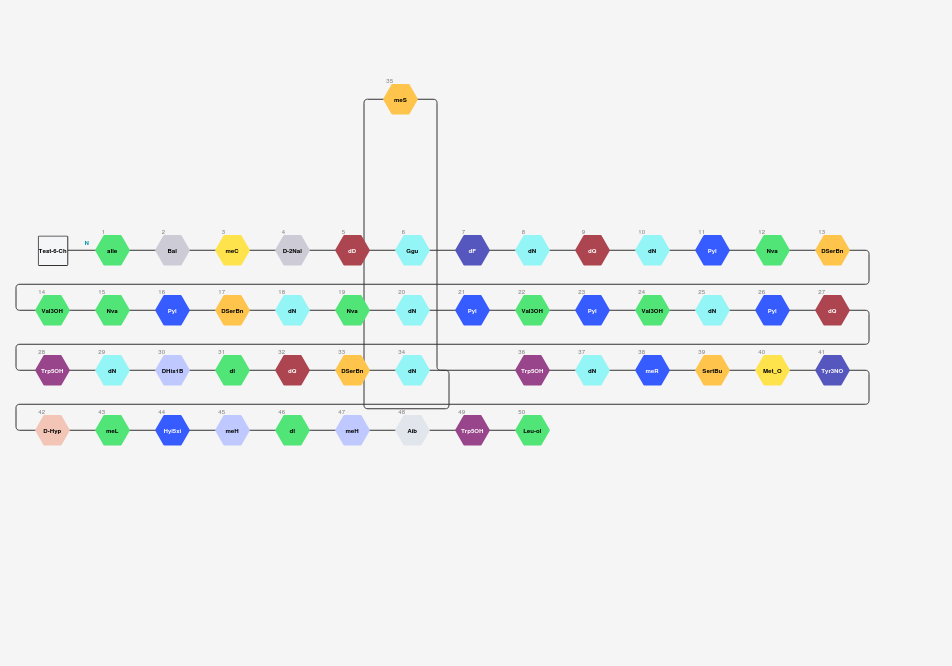 35
meS
N
1 2 3 4 5 6 7 8 9 10 11 12 13
aIle Bal meC D-2Nal dD Ggu dF dN dQ dN Pyl Nva DSerBn
14 15 16 17 18 19 20 21 22 23 24 25 26 27
Val3OH Nva Pyl DSerBn dN Nva dN Pyl Val3OH Pyl Val3OH dN Pyl dQ
28 29 30 31 32 33 34 36 37 38 39 40 41
Trp5OH dN DHis1B dI dQ DSerBn dN Trp5OH dN meR SertBu Met_O Tyr3NO
42 43 44 45 46 47 48 49 50
D-Hyp meL Hyl5xi meH dI meH Aib Trp5OH Leu-ol